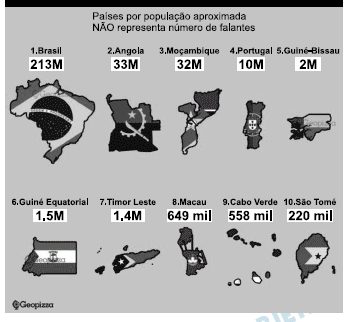 Países por população aproximada
NÃO representa número de falantes
1.Brasil 2.Angola 3.Moçambique 4.Portugal 5.Guiné-Bissau
213M 33M 32M 10M 2M
Geopizza
6.Guiné Equatorial 7.Timor Leste 8.Macau 9.Cabo Verde 10.São Tomé
1,5M 1,4M 649 mil 558 mil 220 mil
Geopizza
Geopizza